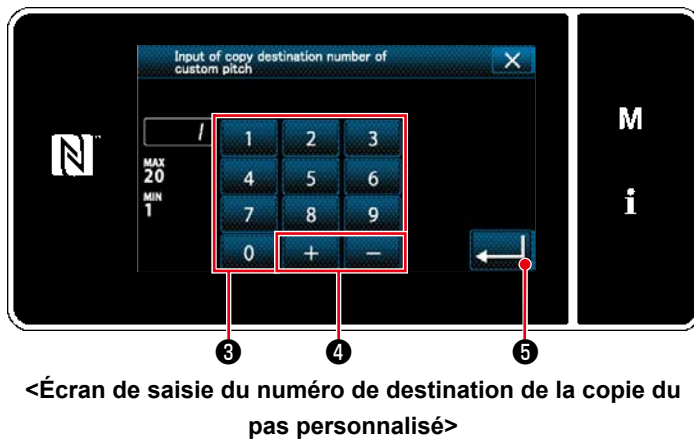 Input of copy destination number of
custom pitch
1
MAX
20
MIN
1
1 2 3
4 5 6
7 8 9
0 + −
M
i
❸ ❹ ❺
<Écran de saisie du numéro de destination de la copie du
pas personnalisé>